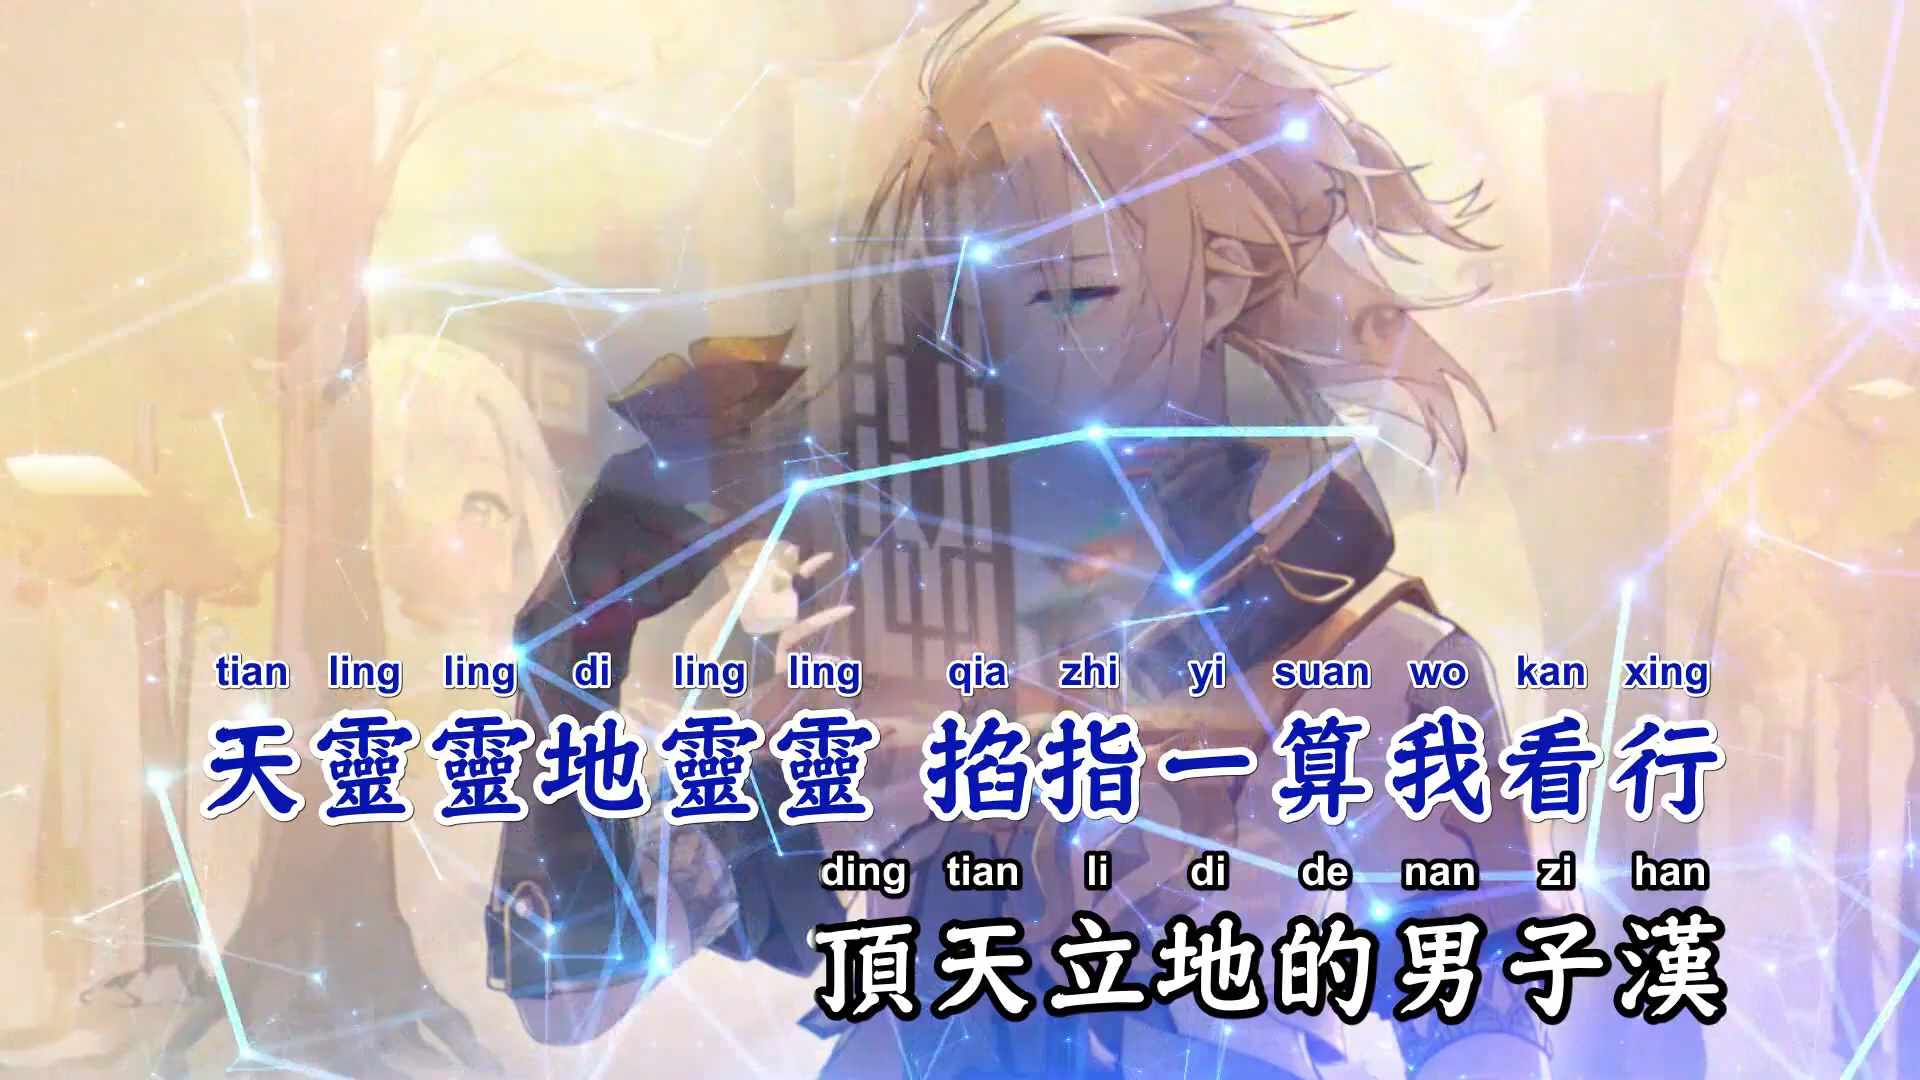 tian ling ling di ling ling qia zhi yi suan wo kan xing
天靈靈地靈靈 掐指一算我看行
ding tian li di de nan zi han
頂天立地的男子漢